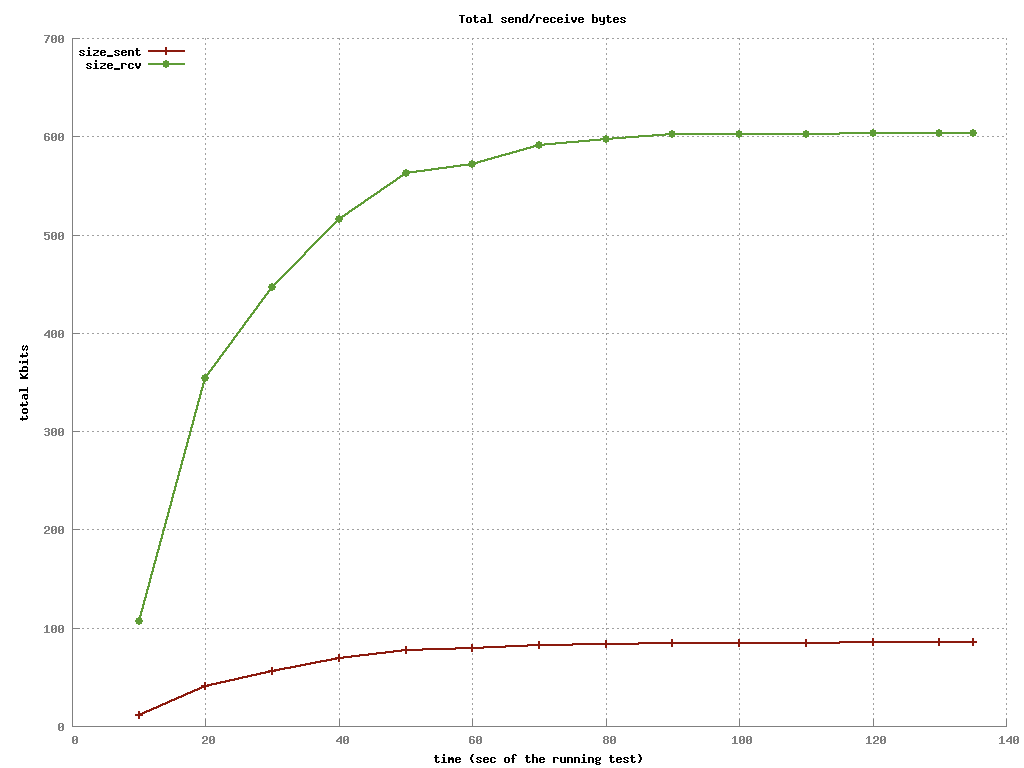 Total send/receive bytes
700
size_sent
size_rcv
600
500
400
total Kbits
300
200
100
0
0 20 40 60 80 100 120 140
time (sec of the running test)